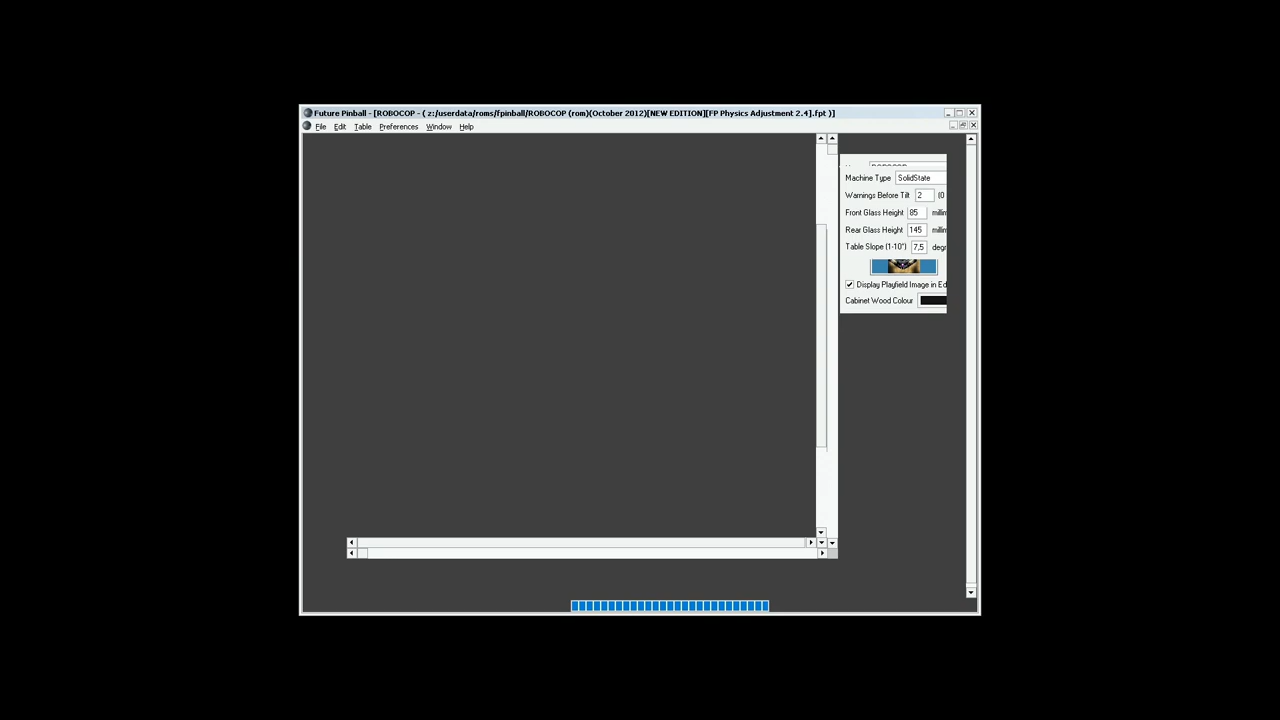 Future Pinball - [ROBOCOP - ( z:/userdata/roms/fpinball/ROBOCOP (rom)(October 2012)[NEW EDITION][FP Physics Adjustment 2.4].fpt )]
File Edit Table Preferences Window Help
Machine Type SolidState
Warnings Before Tilt 2 (0
Front Glass Height 85
Rear Glass Height 145
Table Slope (1-10°) 7,5
Display Playfield Image in
Cabinet Wood Colour